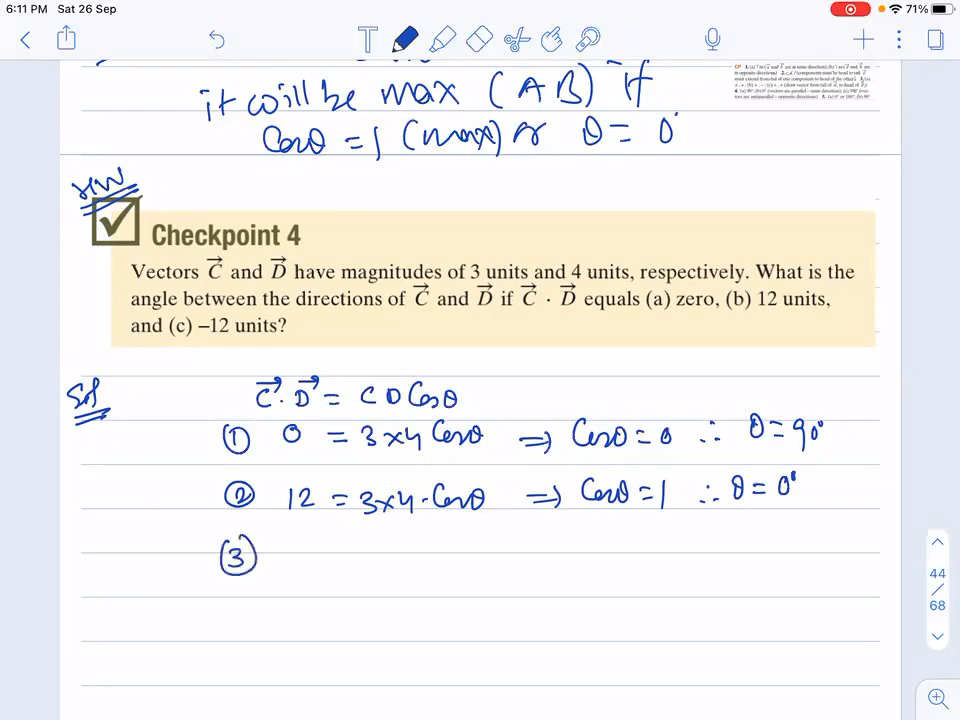 6:11 PM Sat 26 Sep
71%
it will be max (AB) if
Cosθ = 1 (max) or θ = 0°
HW
Checkpoint 4
Vectors C⃗ and D⃗ have magnitudes of 3 units and 4 units, respectively. What is the
angle between the directions of C⃗ and D⃗ if C⃗ · D⃗ equals (a) zero, (b) 12 units,
and (c) –12 units?
Sol
C⃗ · D⃗ = CD Cosθ
① 0 = 3×4 Cosθ ⇒ Cosθ = 0 ∴ θ = 90°
② 12 = 3×4·Cosθ ⇒ Cosθ = 1 ∴ θ = 0°
③
44
/
68